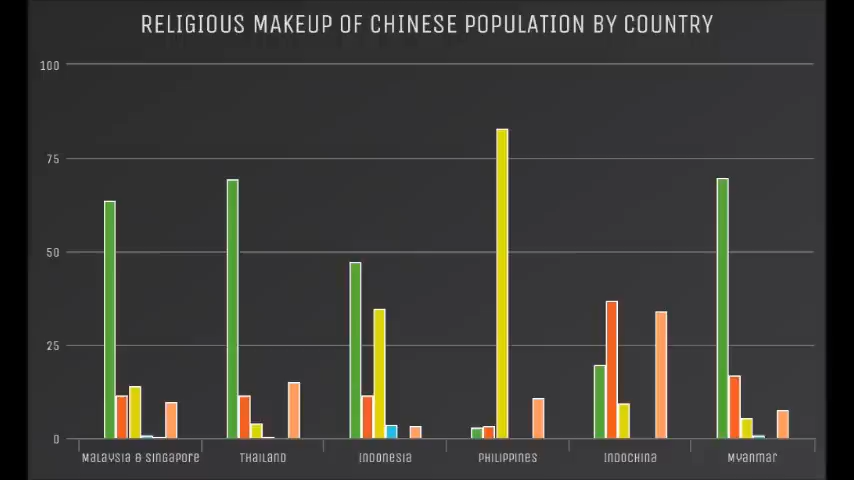 RELIGIOUS MAKEUP OF CHINESE POPULATION BY COUNTRY
100
75
50
25
0
Malaysia & Singapore Thailand Indonesia Philippines Indochina Myanmar